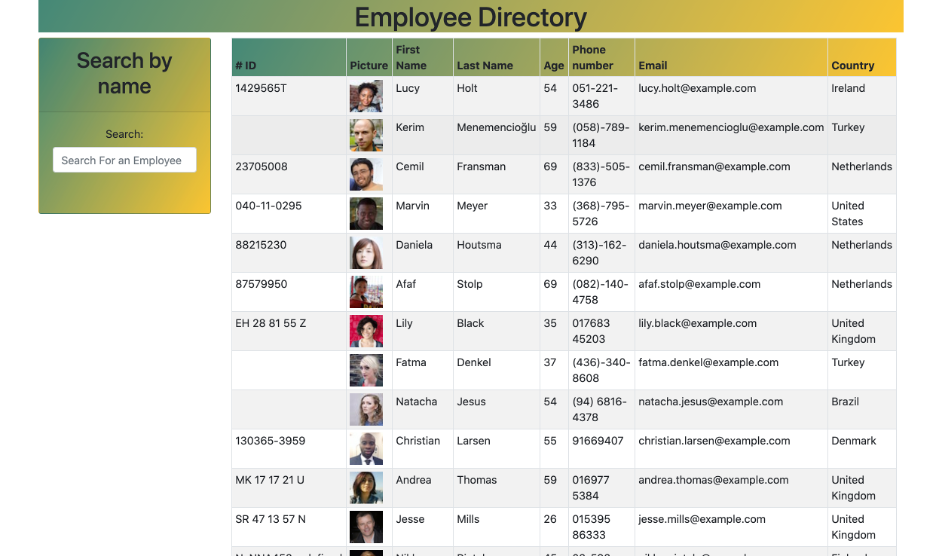 Employee Directory
Search by
name
Search:
Search For an Employee
# ID Picture First Name Last Name Age Phone number Email Country
1429565T Lucy Holt 54 051-221-3486 lucy.holt@example.com Ireland
Kerim Menemencioğlu 59 (058)-789-1184 kerim.menemencioglu@example.com Turkey
23705008 Cemil Fransman 69 (833)-505-1376 cemil.fransman@example.com Netherlands
040-11-0295 Marvin Meyer 33 (368)-795-5726 marvin.meyer@example.com United States
88215230 Daniela Houtsma 44 (313)-162-6290 daniela.houtsma@example.com Netherlands
87579950 Afaf Stolp 69 (082)-140-4758 afaf.stolp@example.com Netherlands
EH 28 81 55 Z Lily Black 35 017683 45203 lily.black@example.com United Kingdom
Fatma Denkel 37 (436)-340-8608 fatma.denkel@example.com Turkey
Natacha Jesus 54 (94) 6816-4378 natacha.jesus@example.com Brazil
130365-3959 Christian Larsen 55 91669407 christian.larsen@example.com Denmark
MK 17 17 21 U Andrea Thomas 59 016977 5384 andrea.thomas@example.com United Kingdom
SR 47 13 57 N Jesse Mills 26 015395 86333 jesse.mills@example.com United Kingdom